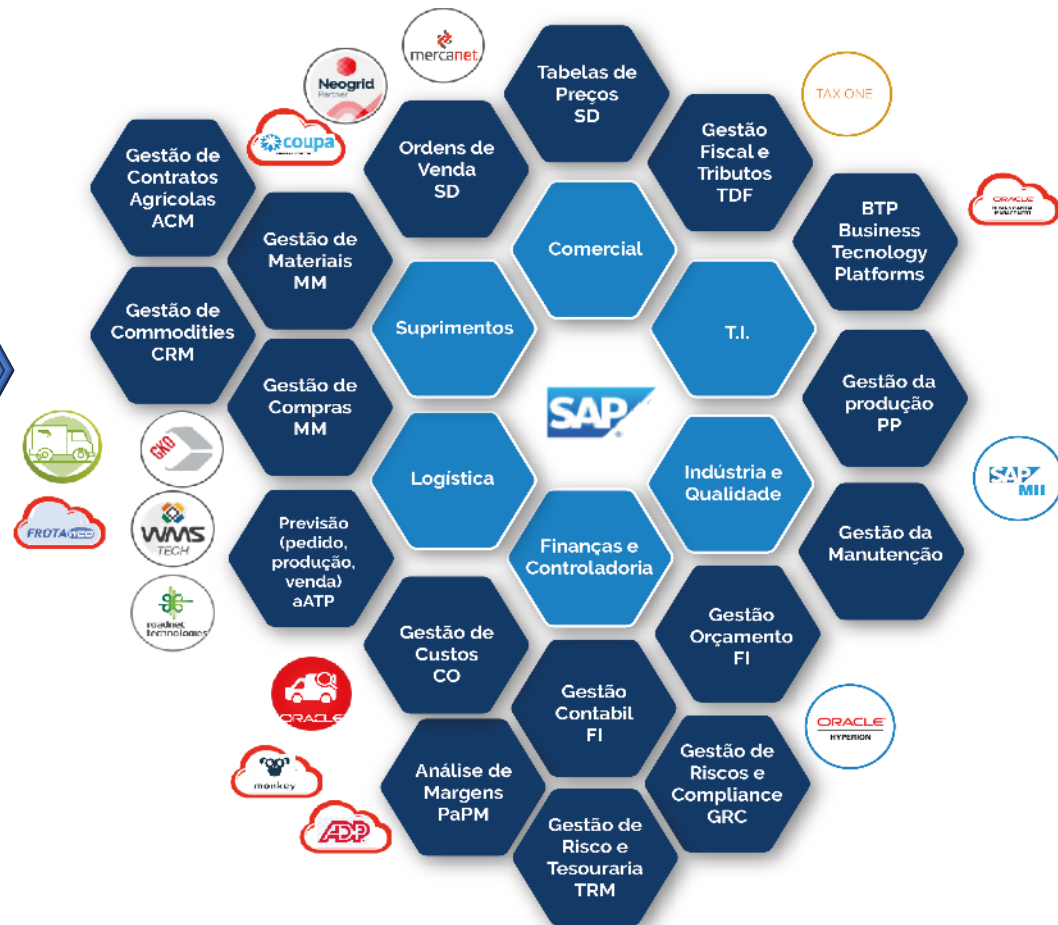 mercanet
Neogrid
Partner
coupa
TAX ONE
ORACLE
Tabelas de
Preços
SD
Gestão
Fiscal e
Tributos
TDF
Ordens de
Venda
SD
Gestão de
Contratos
Agrícolas
ACM
BTP
Business
Tecnology
Platforms
Gestão de
Materiais
MM
Comercial
Gestão de
Commodities
CRM
Suprimentos
T.I.
Gestão de
Compras
MM
SAP
Gestão da
produção
PP
GKO
Logística
Indústria e
Qualidade
SAP
MII
FROTA
WMS
TECH
Previsão
(pedido,
produção,
venda)
aATP
Finanças e
Controladoria
Gestão da
Manutenção
roadnet
technologies
Gestão de
Custos
CO
Gestão
Orçamento
FI
ORACLE
Gestão
Contabil
FI
ORACLE
HYPERION
monkey
Análise de
Margens
PaPM
Gestão de
Riscos e
Compliance
GRC
ADP
Gestão de
Risco e
Tesouraria
TRM